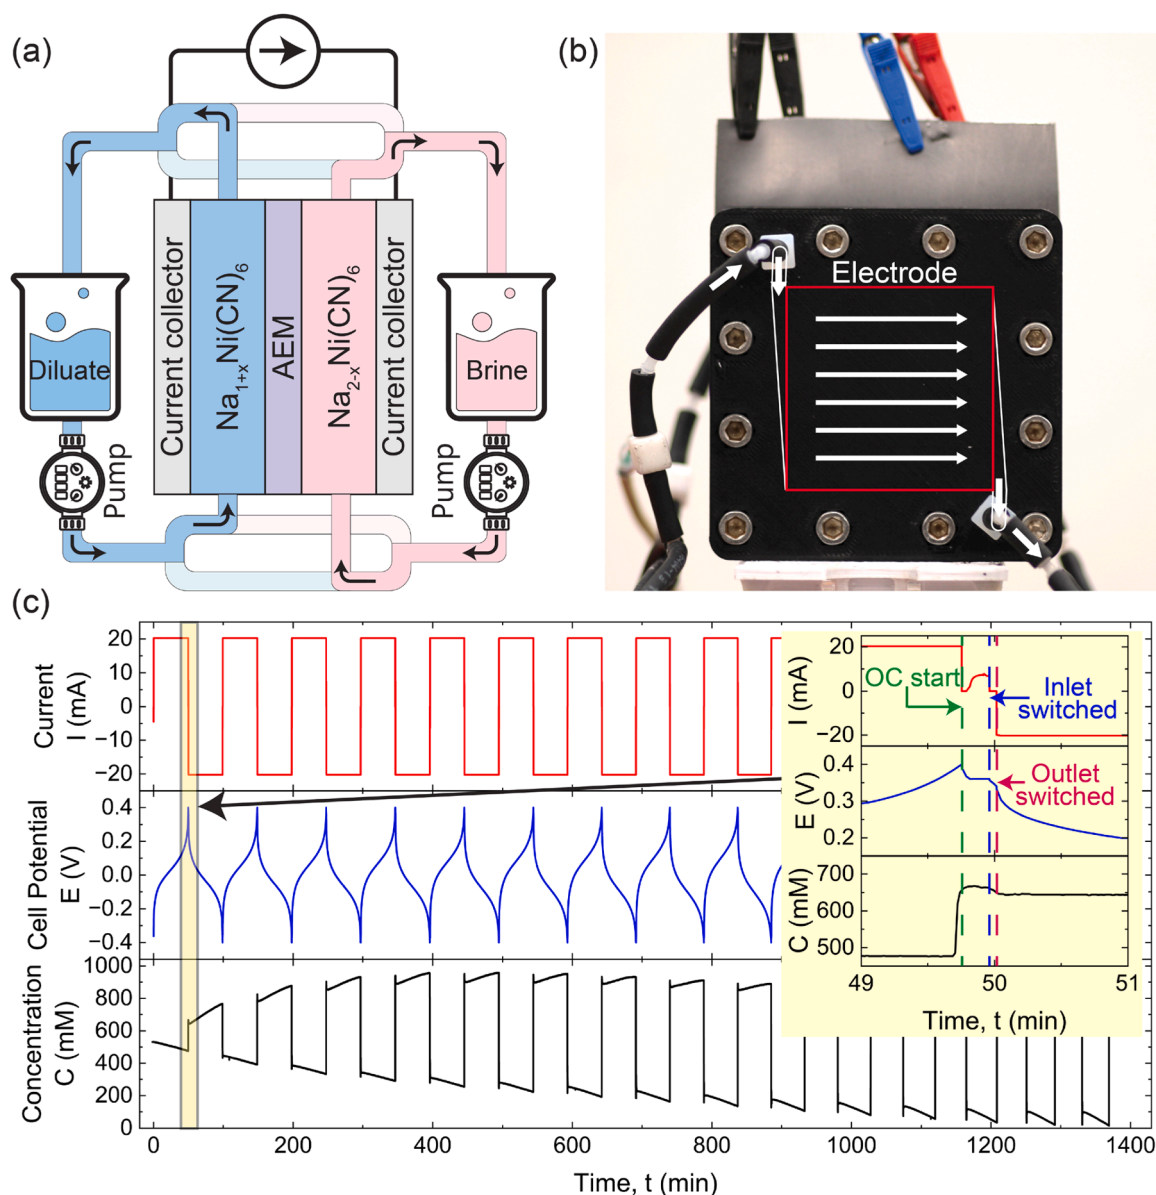 (a)
Diluate
Pump
Current collector
Na1+xNi(CN)6
AEM
Na2-xNi(CN)6
Current collector
Brine
Pump
(b)
Electrode
(c)
Current
I (mA)
20
10
0
−10
−20
Cell Potential
E (V)
0.4
0.2
0.0
−0.2
−0.4
Concentration
C (mM)
1000
800
600
400
200
0
0 200 400 600 800 1000 1200 1400
Time, t (min)
I (mA)
20
0
−20
OC start
Inlet
switched
E (V)
0.4
0.3
0.2
Outlet
switched
C (mM)
700
600
500
49 50 51
Time, t (min)